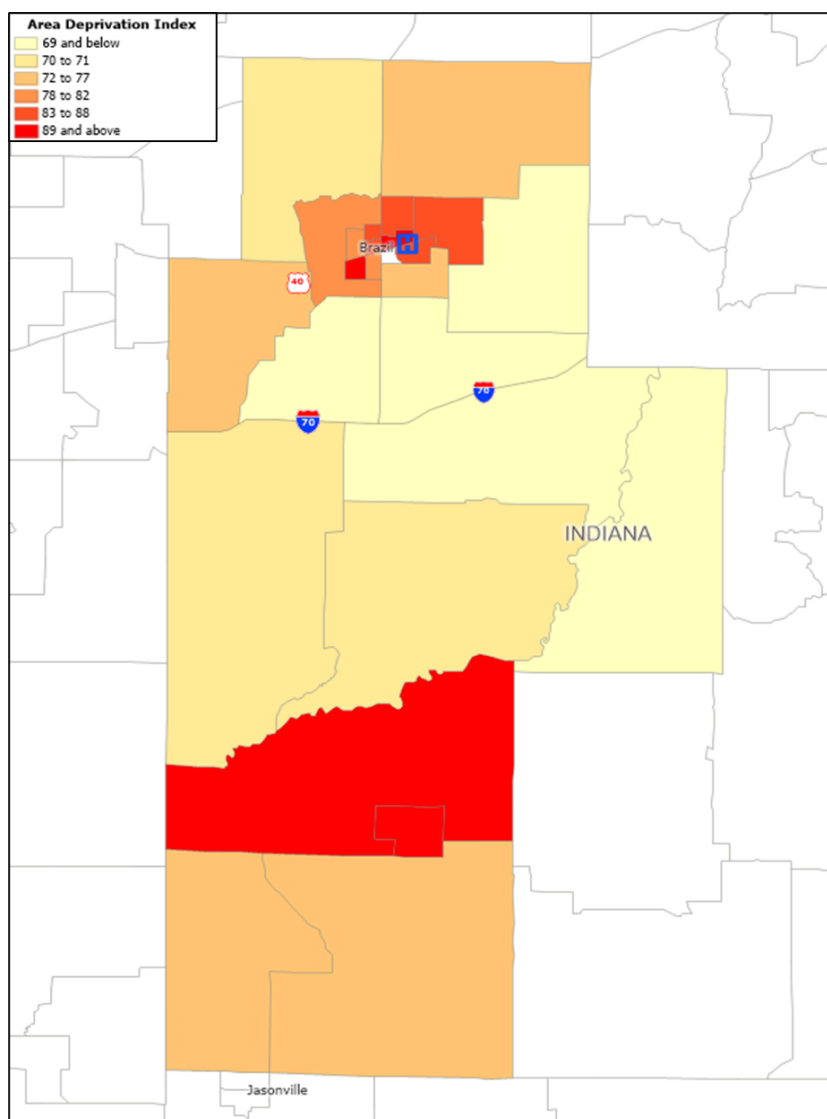 Area Deprivation Index
69 and below
70 to 71
72 to 77
78 to 82
83 to 88
89 and above
Brazil
H
40
70
70
INDIANA
Jasonville